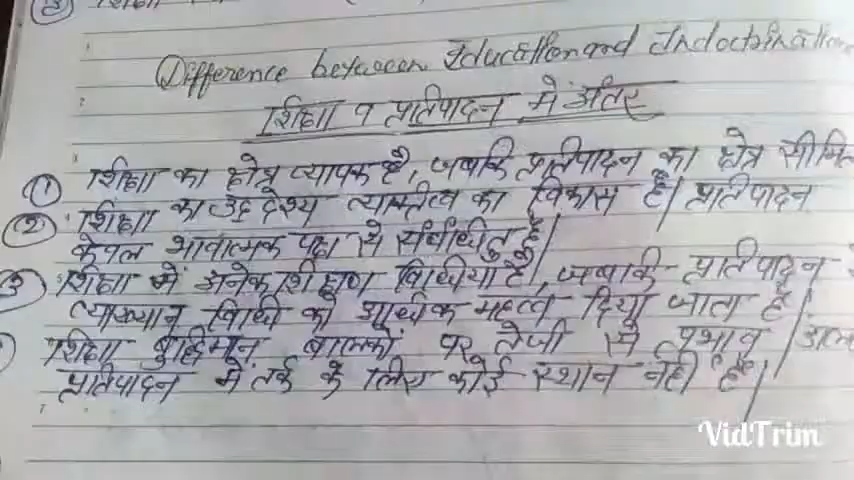 Difference between Education and Indoctrination
शिक्षा व प्रतिपादन में अंतर
① शिक्षा का क्षेत्र व्यापक है, जबकि प्रतिपादन का क्षेत्र
② शिक्षा का उद्देश्य व्यक्तित्व का विकास है। प्रतिपादन
केवल भावात्मक पक्ष से संबंधित है।
③ शिक्षा में अनेक शिक्षण विधियाँ है, जबकि प्रतिपादन
व्याख्यान विधि को अधिक महत्व दिया जाता है।
शिक्षा बुद्धिमान बालकों पर तेजी से प्रभाव
प्रतिपादन में तर्क के लिए कोई स्थान नही है।
VidTrim